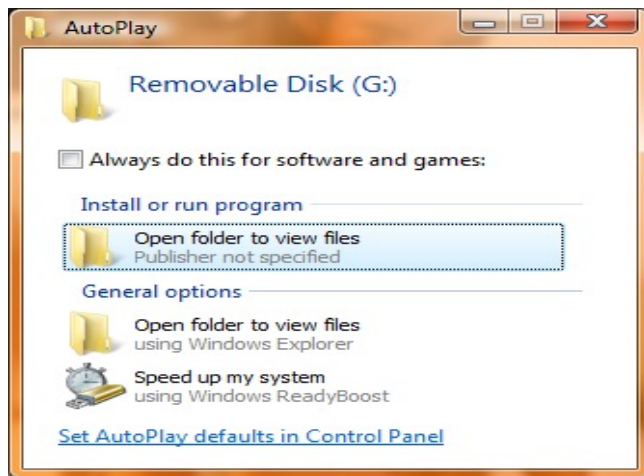 AutoPlay
Removable Disk (G:)
Always do this for software and games:
Install or run program
Open folder to view files
Publisher not specified
General options
Open folder to view files
using Windows Explorer
Speed up my system
using Windows ReadyBoost
Set AutoPlay defaults in Control Panel